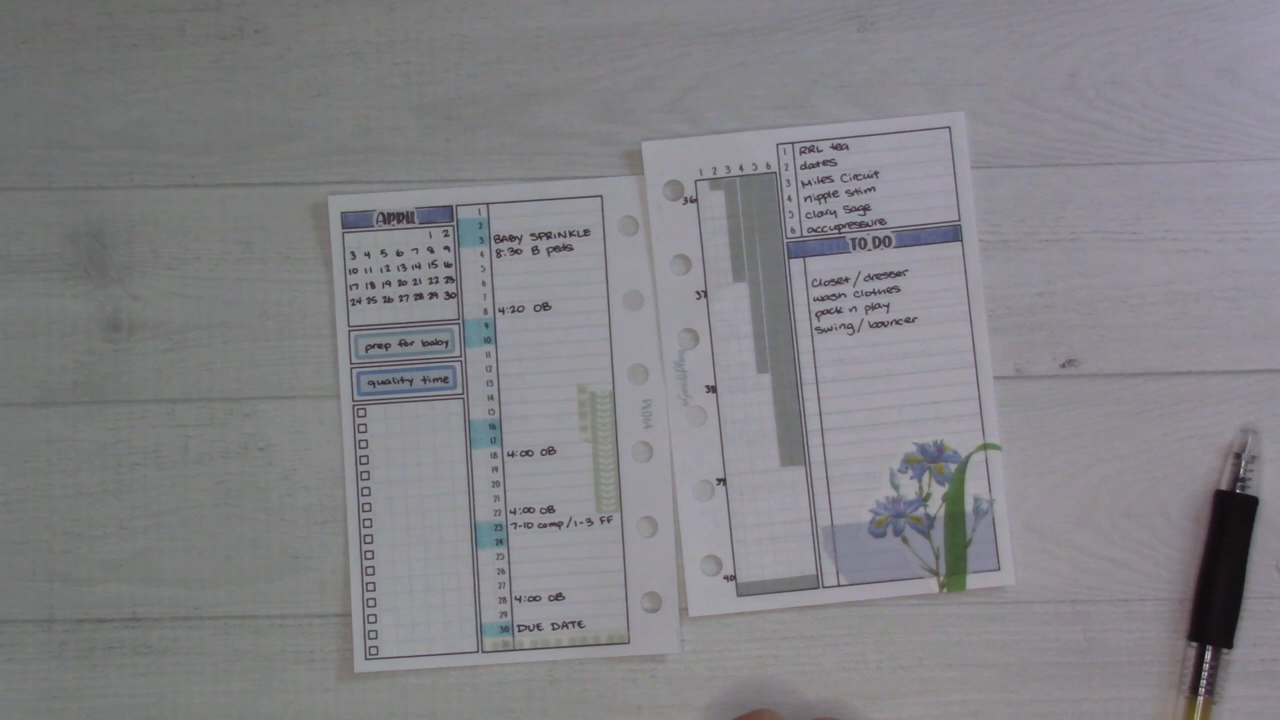 APRIL
1 2
3 4 5 6 7 8 9
10 11 12 13 14 15 16
17 18 19 20 21 22 23
24 25 26 27 28 29 30
prep for baby
quality time
1
2
3 BABY SPRINKLE
4 8:30 B peds
5
6
7
8 4:20 OB
9
10
11
12
13
14
15
16
17
18 4:00 OB
19
20
21
22 4:00 OB
23 7-10 comp/1-3 FF
24
25
26
27
28 4:00 OB
29
30 DUE DATE
1 2 3 4 5 6
36
37
38
39
40
1 RRL tea
2 dates
3 Miles Circuit
4 nipple stim
5 clary sage
6 accupressure
TO DO
closet/dresser
wash clothes
pack n play
swing/bouncer